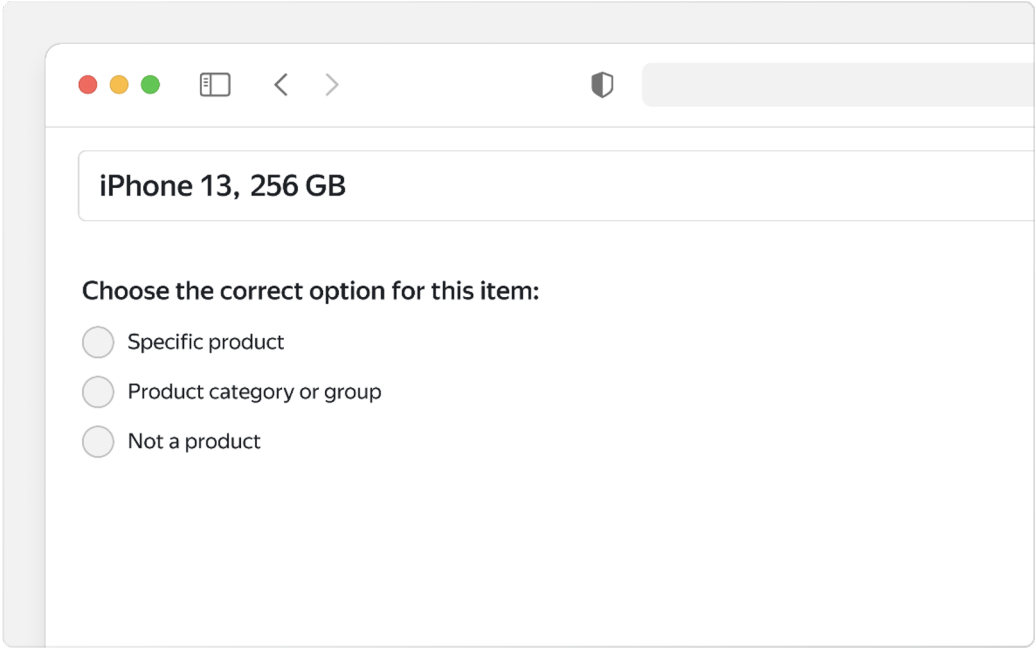 iPhone 13, 256 GB
Choose the correct option for this item:
Specific product
Product category or group
Not a product